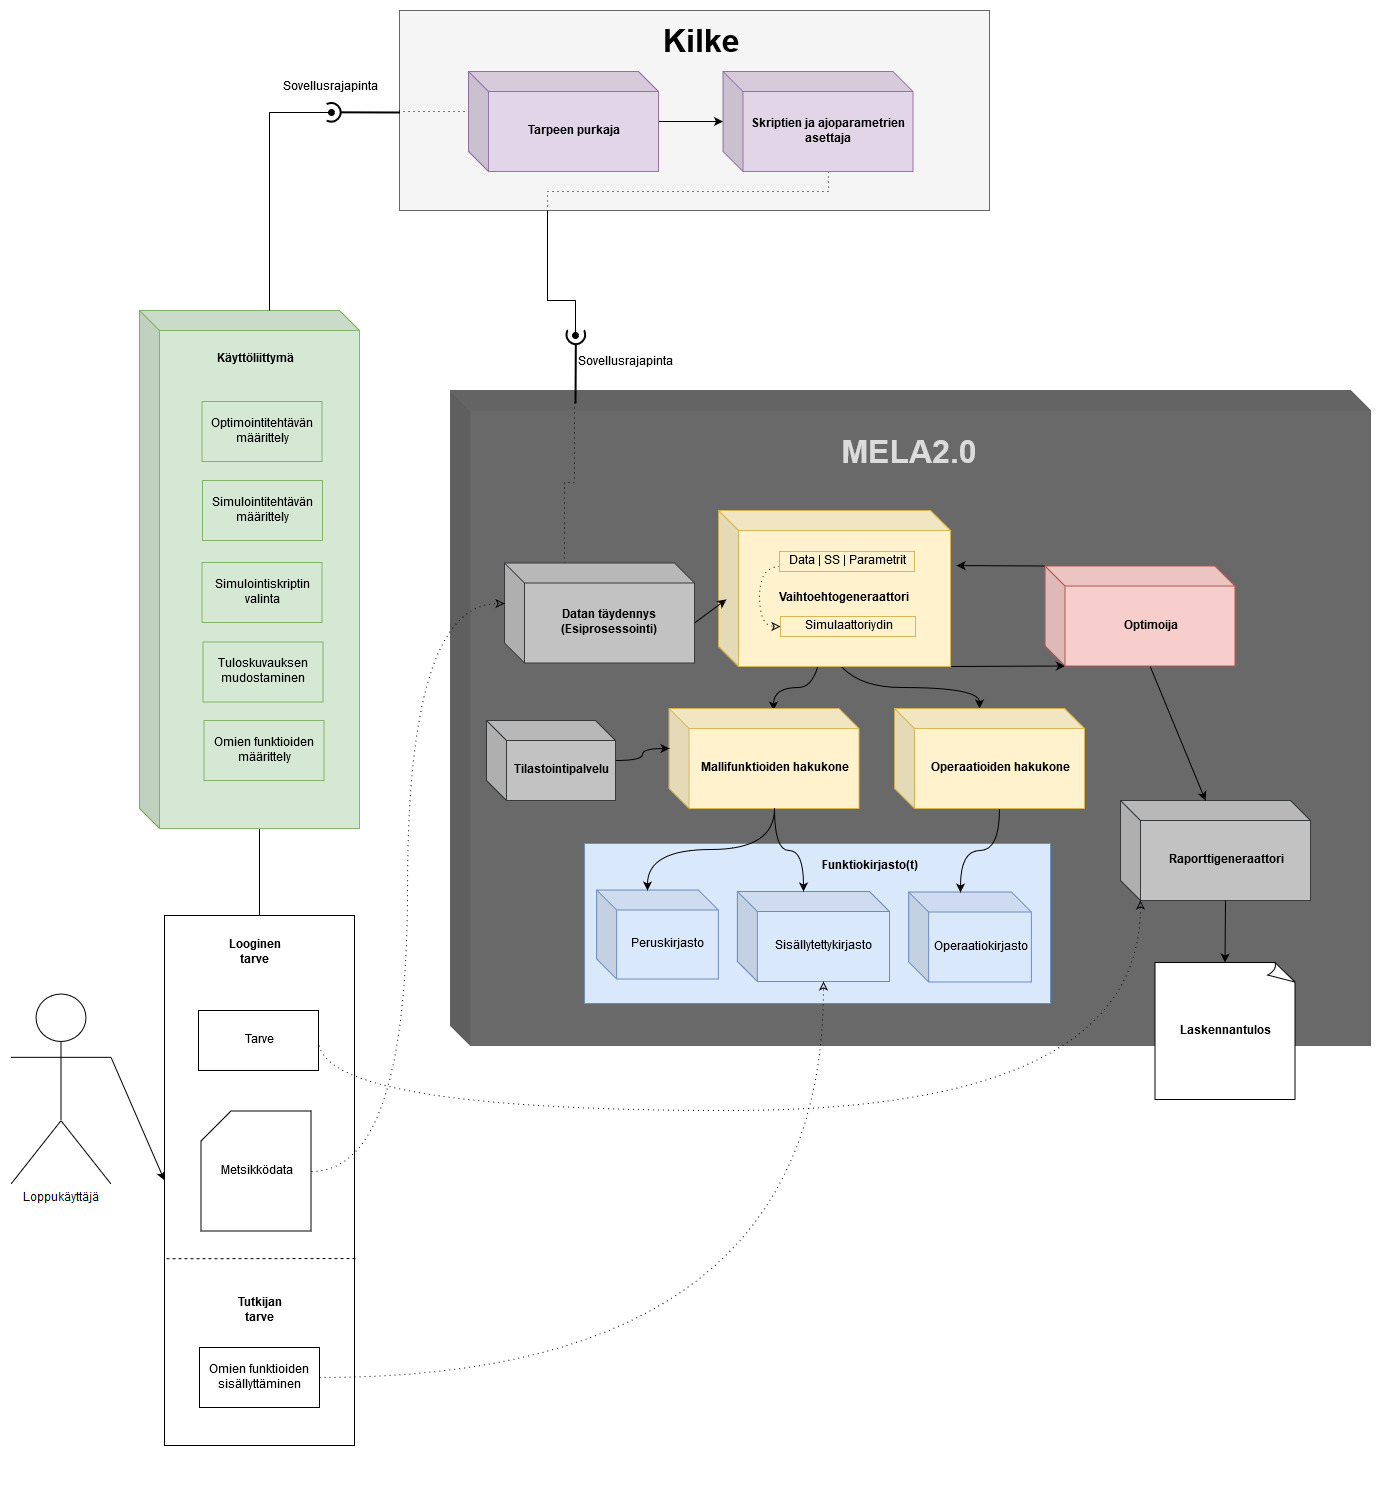 Kilke
Sovellusrajapinta
Tarpeen purkaja
Skriptien ja ajoparametrien
asettaja
Sovellusrajapinta
Käyttöliittymä
Optimointitehtävän
määrittely
Simulointitehtävän
määrittely
Simulointiskriptin
valinta
Tuloskuvauksen
mudostaminen
Omien funktioiden
määrittely
MELA2.0
Data | SS | Parametrit
Vaihtoehtogeneraattori
Simulaattoriydin
Datan täydennys
(Esiprosessointi)
Optimoija
Tilastointipalvelu
Mallifunktioiden hakukone
Operaatioiden hakukone
Raporttigeneraattori
Funktiokirjasto(t)
Peruskirjasto
Sisällytettykirjasto
Operaatiokirjasto
Laskennantulos
Looginen
tarve
Tarve
Metsikködata
Loppukäyttäjä
Tutkijan
tarve
Omien funktioiden
sisällyttäminen